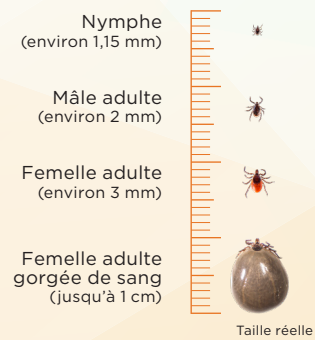 Nymphe
(environ 1,15 mm)
Mâle adulte
(environ 2 mm)
Femelle adulte
(environ 3 mm)
Femelle adulte
gorgée de sang
(jusqu'à 1 cm)
Taille réelle